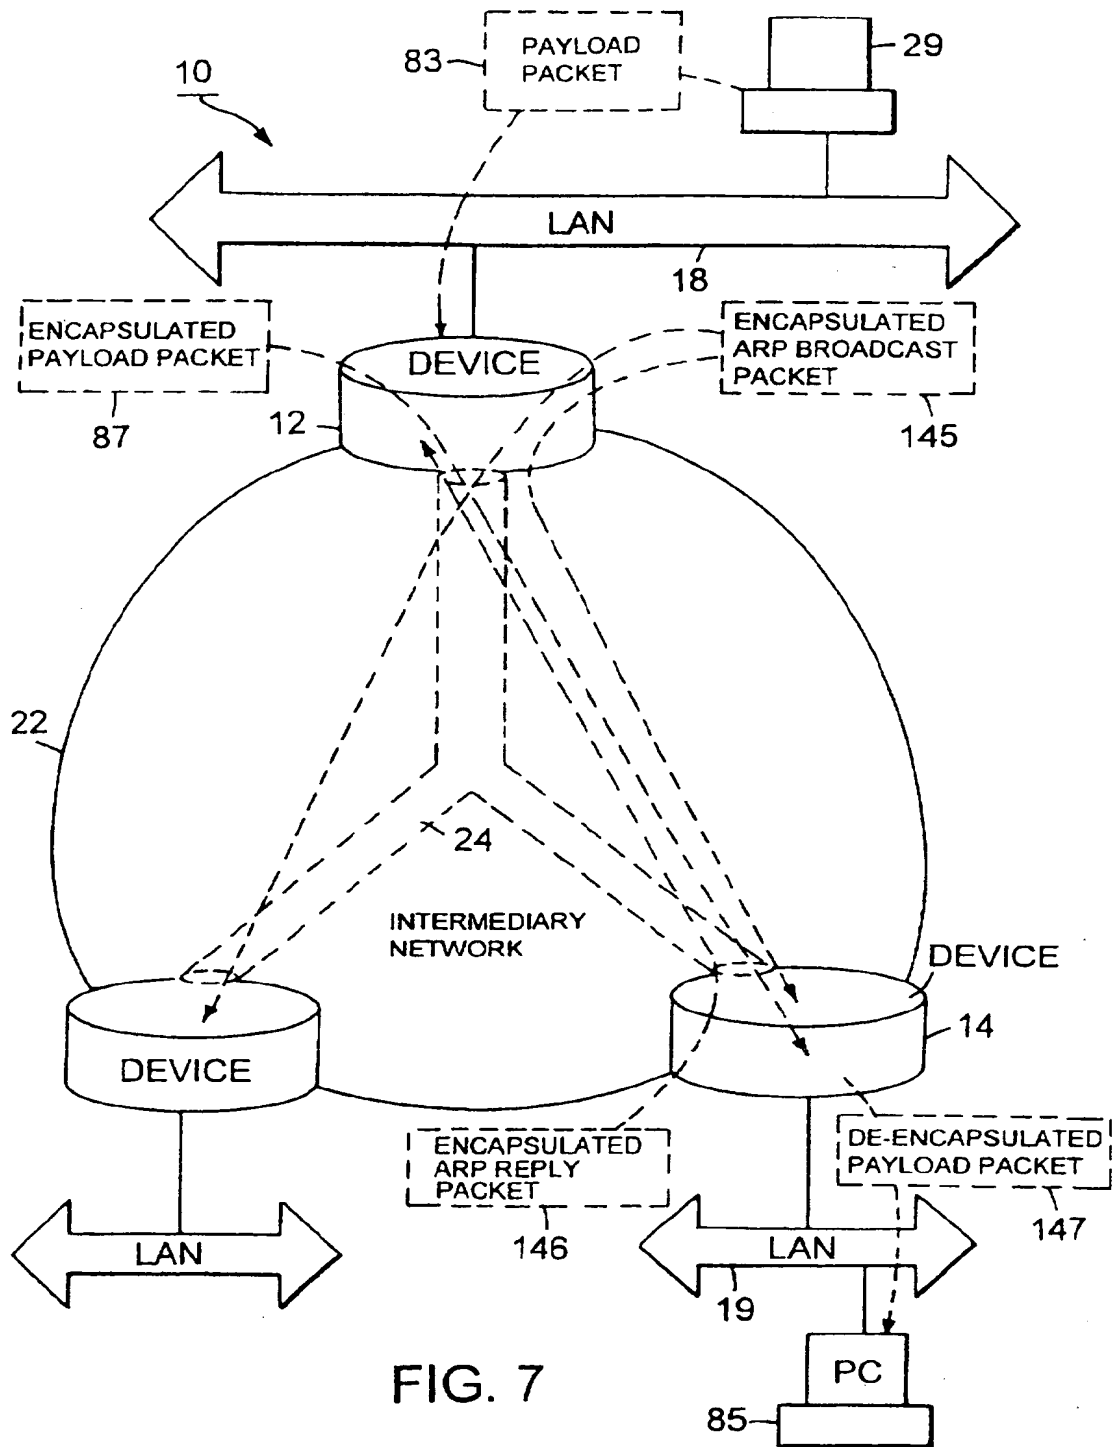 10
83
PAYLOAD
PACKET
29
LAN
18
ENCAPSULATED
PAYLOAD PACKET
87
DEVICE
12
ENCAPSULATED
ARP BROADCAST
PACKET
145
22
24
INTERMEDIARY
NETWORK
DEVICE
DEVICE
14
ENCAPSULATED
ARP REPLY
PACKET
146
DE-ENCAPSULATED
PAYLOAD PACKET
147
LAN
LAN
19
PC
85
FIG. 7